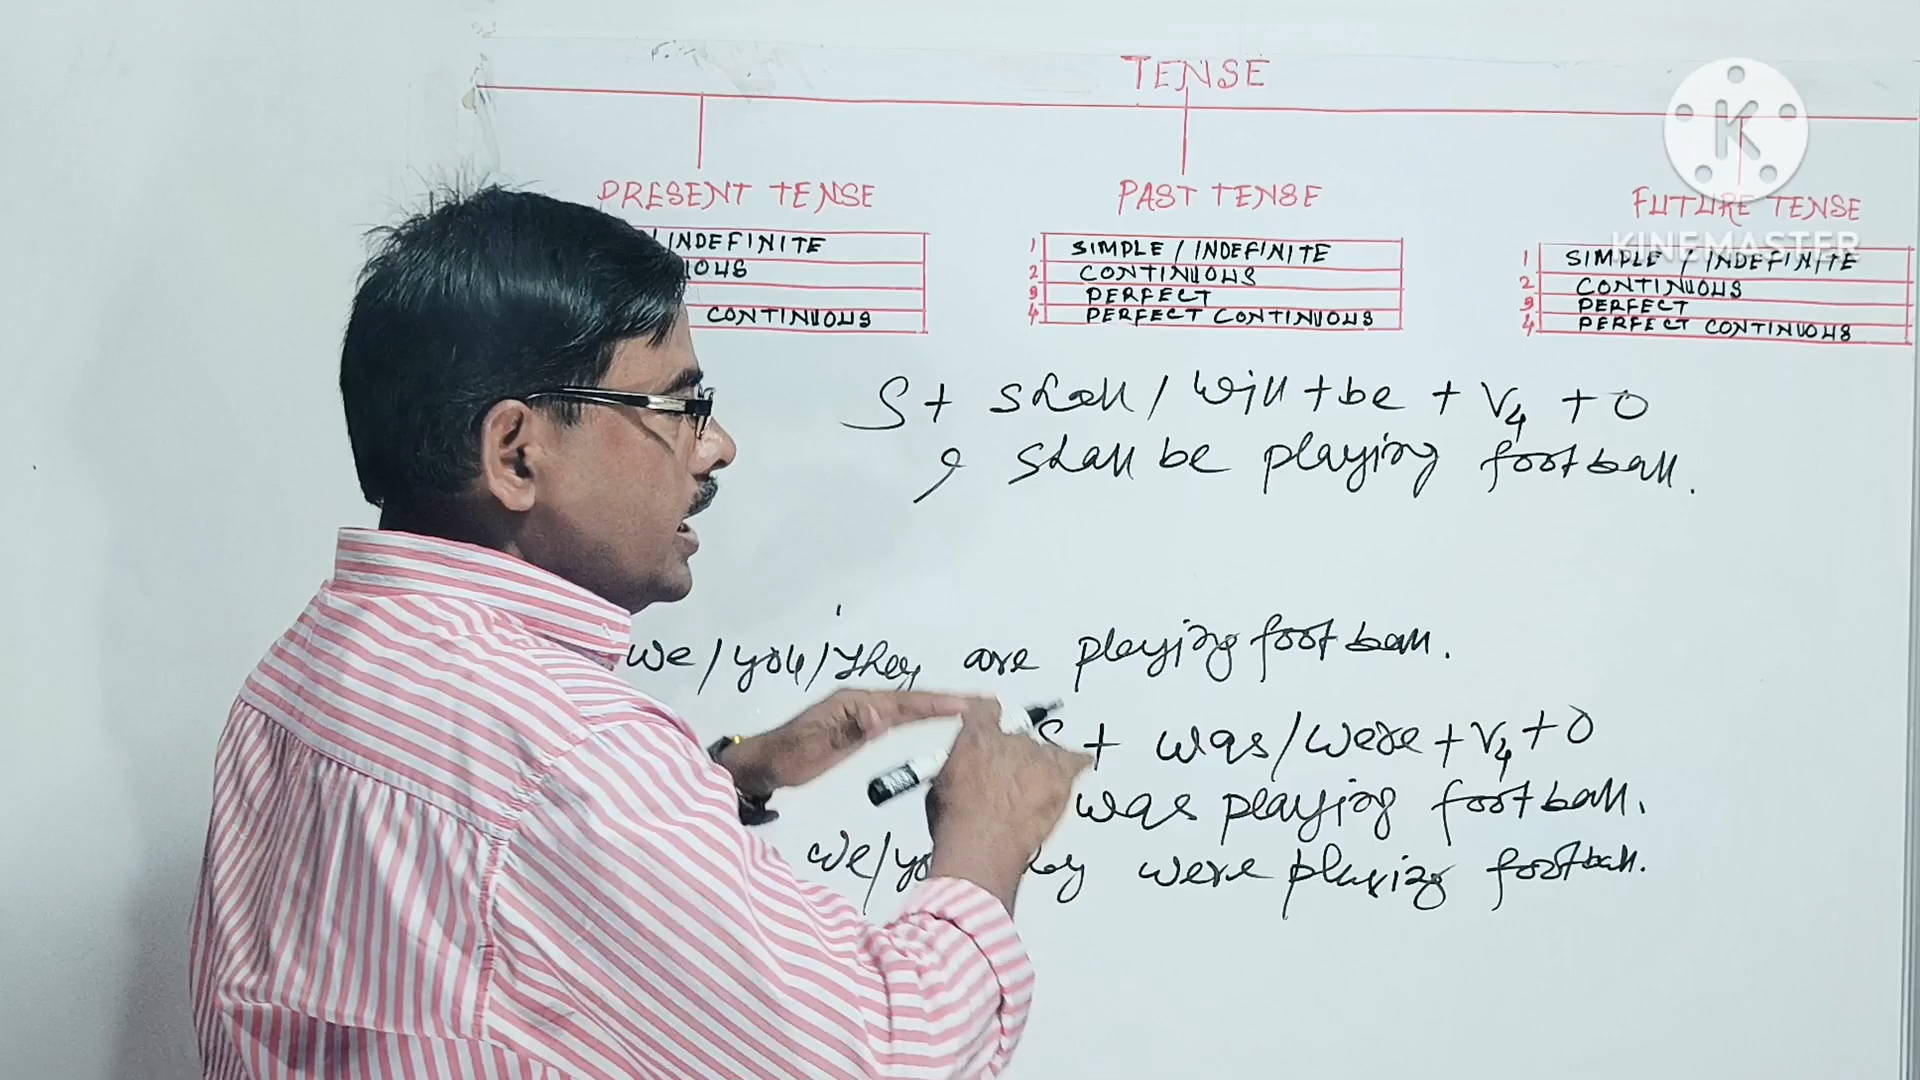 TENSE
PRESENT TENSE
PAST TENSE
FUTURE TENSE
K
KINEMASTER
/ INDEFINITE
CONTINUOUS
1 SIMPLE / INDEFINITE
2 CONTINUOUS
3 PERFECT
4 PERFECT CONTINUOUS
1 SIMPLE / INDEFINITE
2 CONTINUOUS
3 PERFECT
4 PERFECT CONTINUOUS
S + shall / will + be + V4 + O
I shall be playing football.
We / you / they are playing football.
S + was / were + V4 + O
was playing football.
We / were playing football.